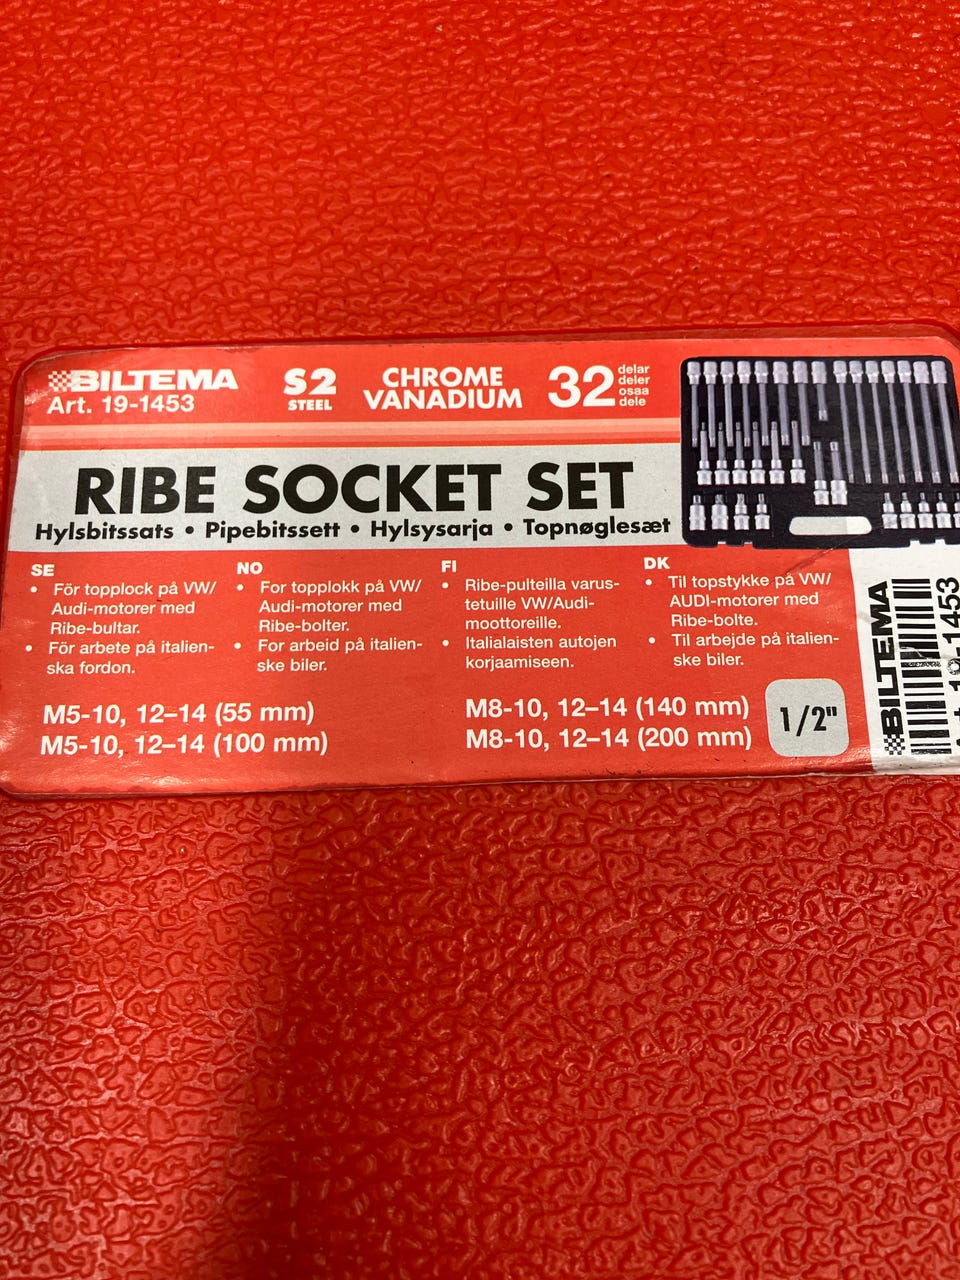 BILTEMA
Art. 19-1453
S2
STEEL
CHROME
VANADIUM
32
delar
deler
osaa
dele
RIBE SOCKET SET
Hylsbitssats • Pipebitssett • Hylsysarja • Topnøglesæt
SE
• För topplock på VW/
Audi-motorer med
Ribe-bultar.
• För arbete på italien-
ska fordon.
NO
• For topplokk på VW/
Audi-motorer med
Ribe-bolter.
• For arbeid på italien-
ske biler.
FI
• Ribe-pulteilla varus-
tetuille VW/Audi-
moottoreille.
• Italialaisten autojen
korjaamiseen.
DK
• Til topstykke på VW/
AUDI-motorer med
Ribe-bolte.
• Til arbejde på italien-
ske biler.
M5-10, 12–14 (55 mm)
M5-10, 12–14 (100 mm)
M8-10, 12–14 (140 mm)
M8-10, 12–14 (200 mm)
1/2"
BILTEMA
19-1453